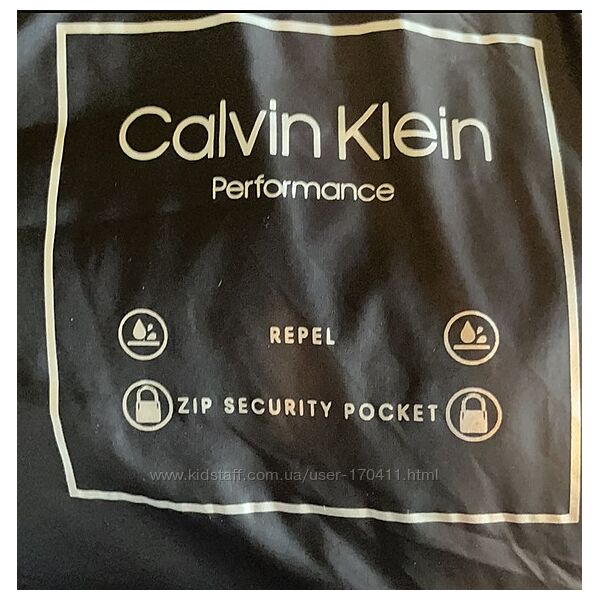 Calvin Klein
Performance
REPEL
ZIP SECURITY POCKET
www.kidstaff.com.ua/user-170411.html